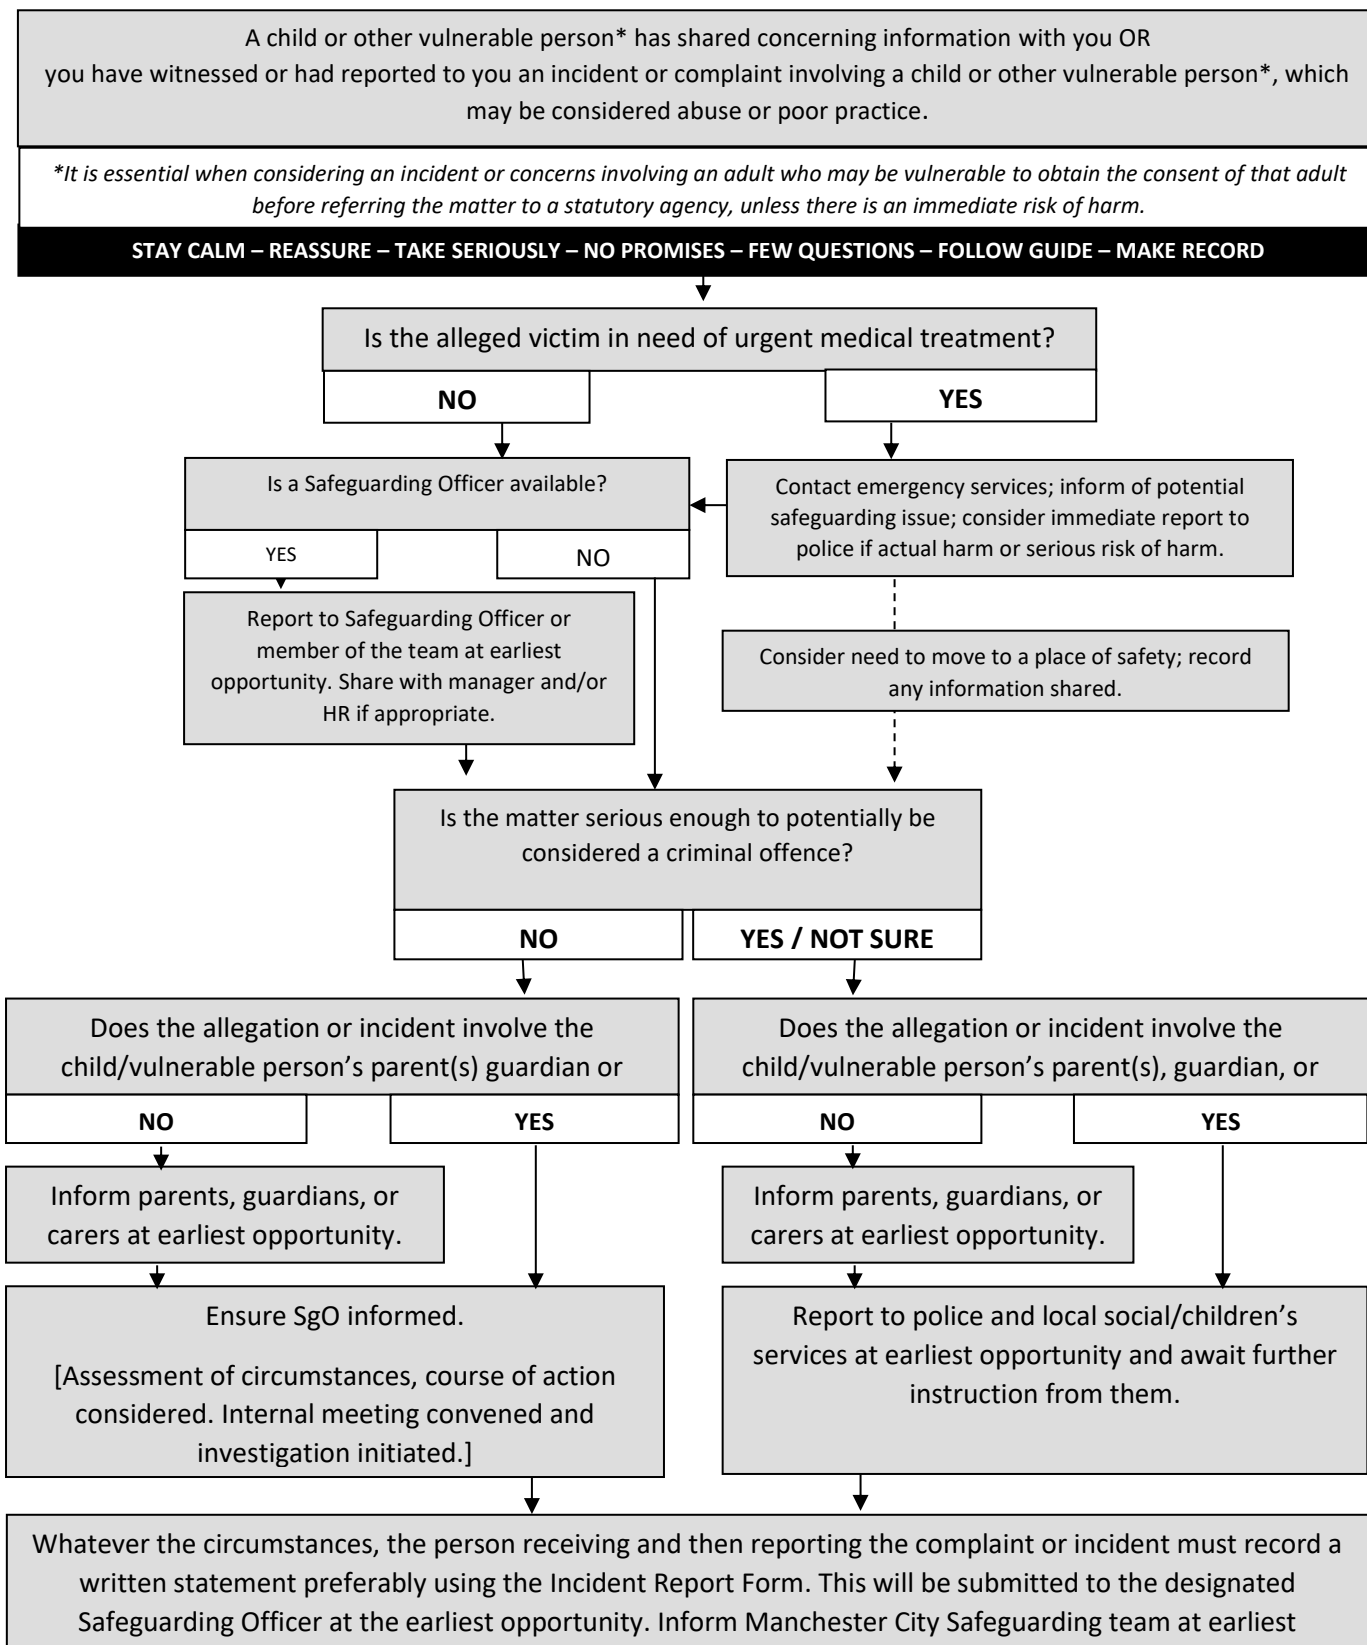 A child or other vulnerable person* has shared concerning information with you OR
you have witnessed or had reported to you an incident or complaint involving a child or other vulnerable person*, which
may be considered abuse or poor practice.
*It is essential when considering an incident or concerns involving an adult who may be vulnerable to obtain the consent of that adult
before referring the matter to a statutory agency, unless there is an immediate risk of harm.
STAY CALM – REASSURE – TAKE SERIOUSLY – NO PROMISES – FEW QUESTIONS – FOLLOW GUIDE – MAKE RECORD
Is the alleged victim in need of urgent medical treatment?
NO
YES
Is a Safeguarding Officer available?
YES
NO
Contact emergency services; inform of potential
safeguarding issue; consider immediate report to
police if actual harm or serious risk of harm.
Report to Safeguarding Officer or
member of the team at earliest
opportunity. Share with manager and/or
HR if appropriate.
Consider need to move to a place of safety; record
any information shared.
Is the matter serious enough to potentially be
considered a criminal offence?
NO
YES / NOT SURE
Does the allegation or incident involve the
child/vulnerable person’s parent(s) guardian or
NO
YES
Does the allegation or incident involve the
child/vulnerable person’s parent(s), guardian, or
NO
YES
Inform parents, guardians, or
carers at earliest opportunity.
Inform parents, guardians, or
carers at earliest opportunity.
Ensure SgO informed.
[Assessment of circumstances, course of action
considered. Internal meeting convened and
investigation initiated.]
Report to police and local social/children’s
services at earliest opportunity and await further
instruction from them.
Whatever the circumstances, the person receiving and then reporting the complaint or incident must record a
written statement preferably using the Incident Report Form. This will be submitted to the designated
Safeguarding Officer at the earliest opportunity. Inform Manchester City Safeguarding team at earliest